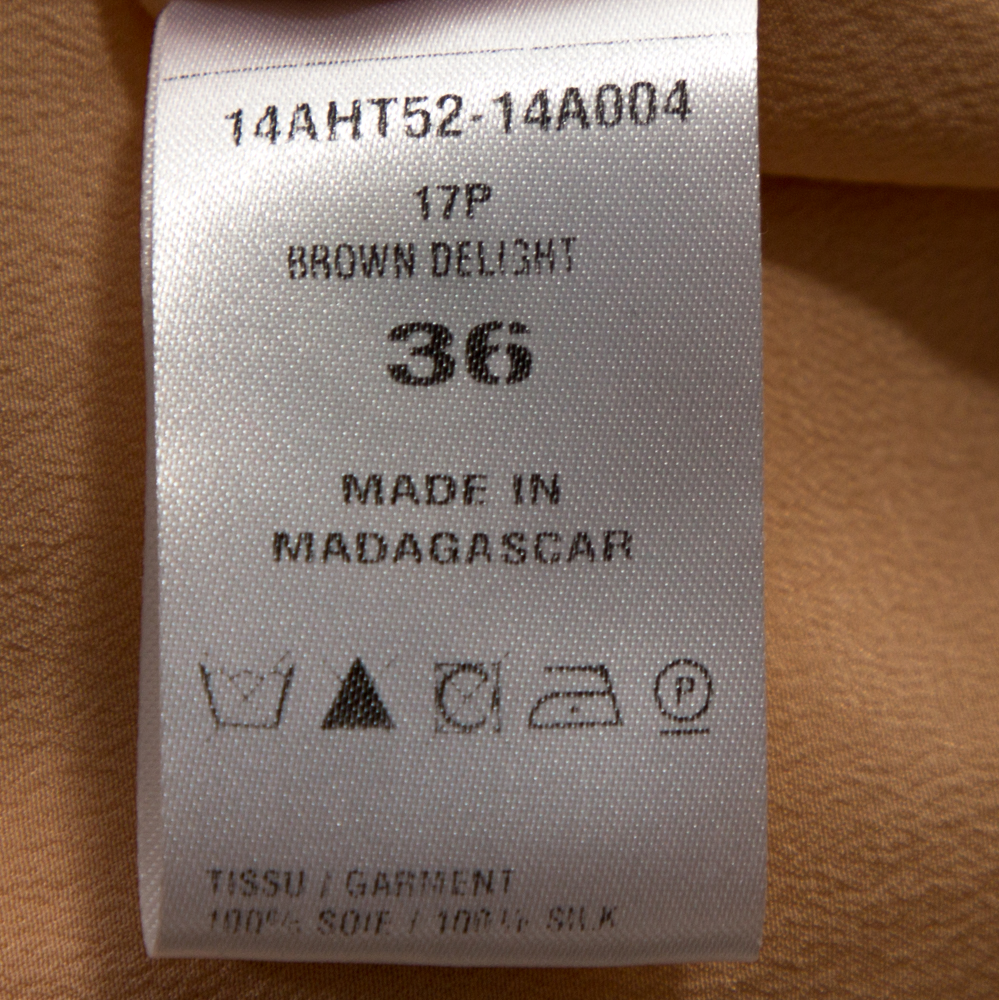 14AHT52-14A004
17P
BROWN DELIGHT
36
MADE IN
MADAGASCAR
P
TISSU / GARMENT
100% SOIE / 100% SILK